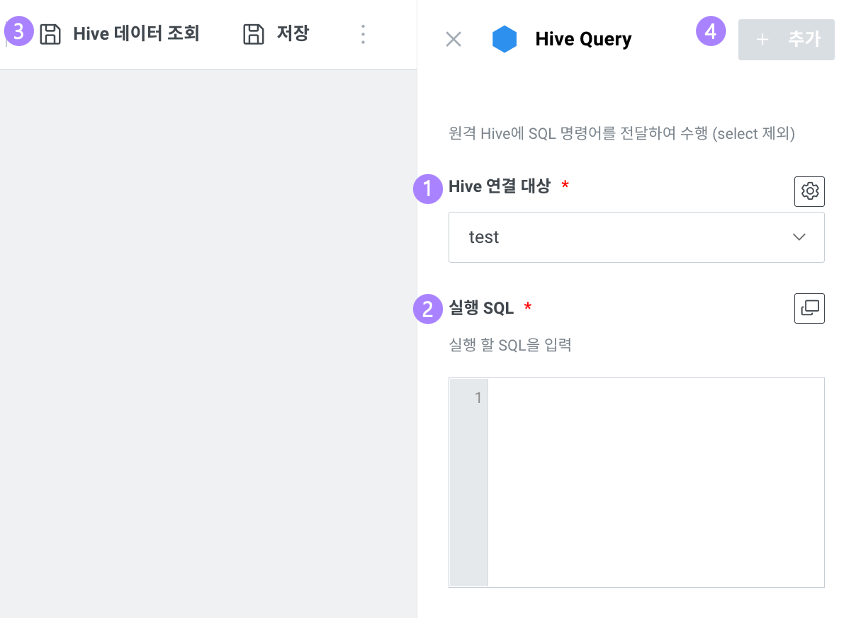 3 Hive 데이터 조회 저장
Hive Query 4 + 추가
원격 Hive에 SQL 명령어를 전달하여 수행 (select 제외)
1 Hive 연결 대상 *
test
2 실행 SQL *
실행 할 SQL을 입력
1